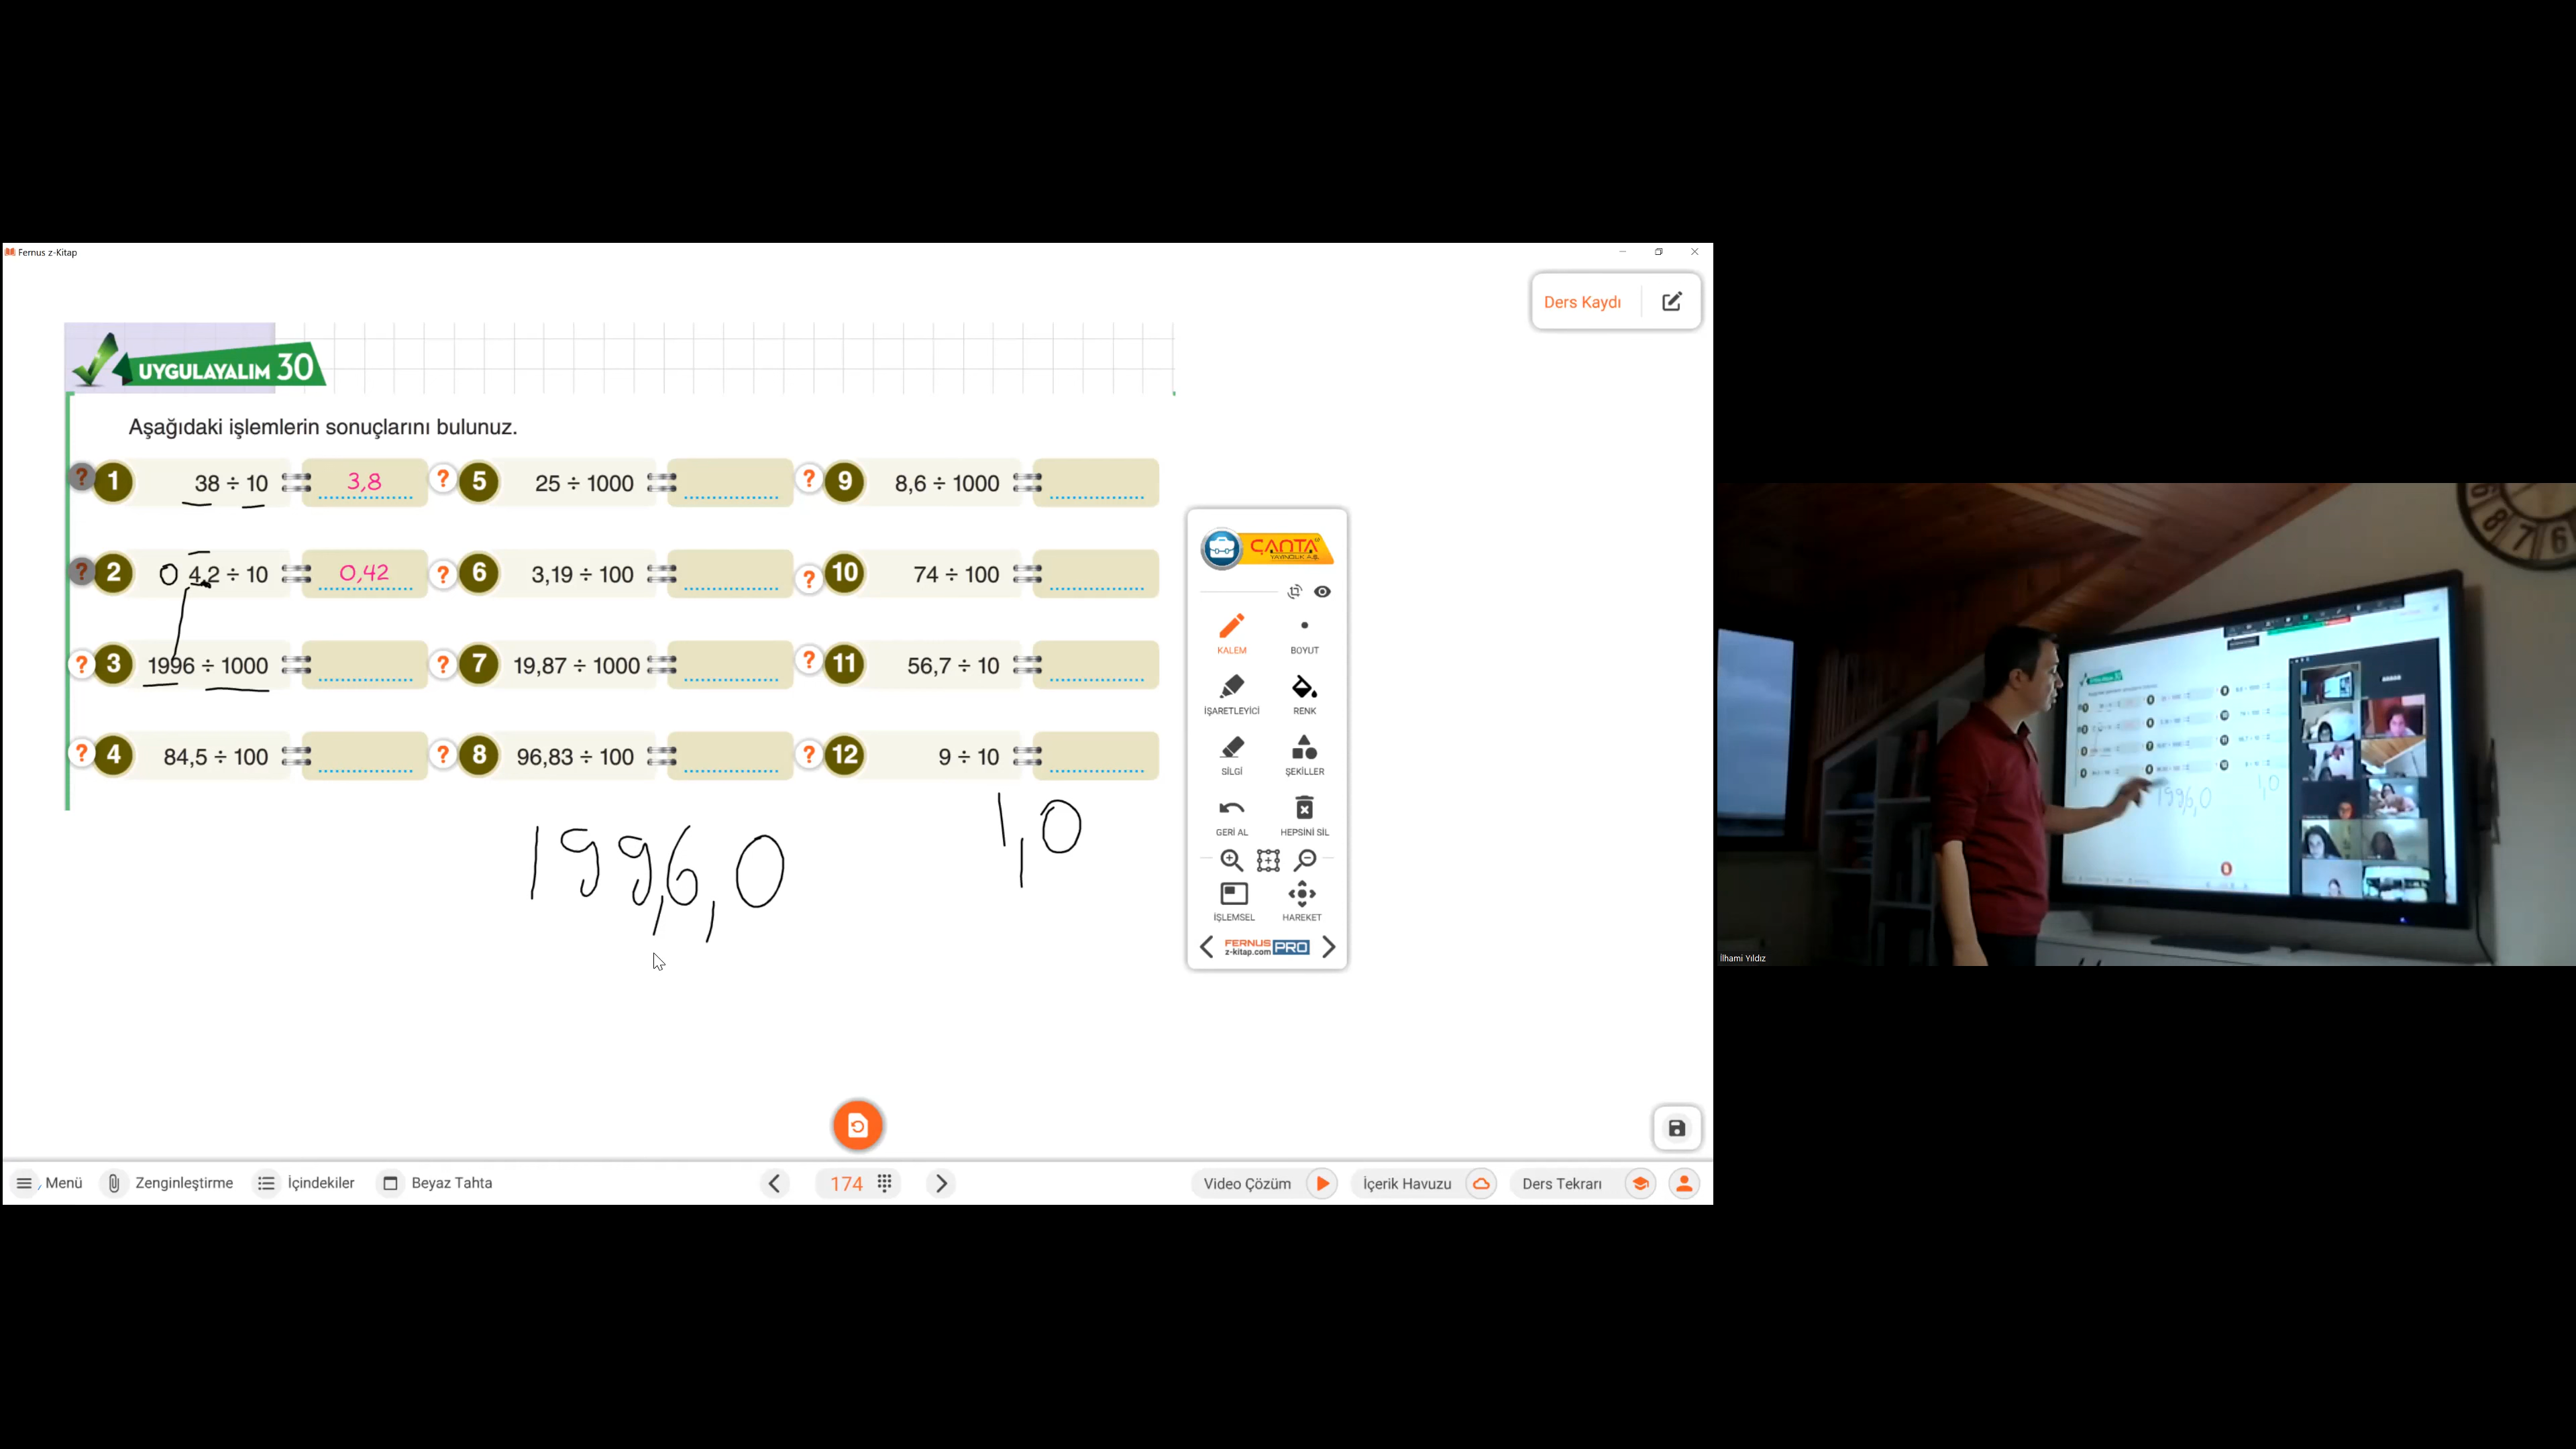 Fernus z-Kitap
Ders Kaydı
UYGULAYALIM 30
Aşağıdaki işlemlerin sonuçlarını bulunuz.
? 1 38 ÷ 10 3,8 ? 5 25 ÷ 1000 ? 9 8,6 ÷ 1000
? 2 0 4,2 ÷ 10 0,42 ? 6 3,19 ÷ 100 ? 10 74 ÷ 100
? 3 1996 ÷ 1000 ? 7 19,87 ÷ 1000 ? 11 56,7 ÷ 10
? 4 84,5 ÷ 100 ? 8 96,83 ÷ 100 ? 12 9 ÷ 10
199,6,0
1,0
ÇANTA
YAYINCILIK A.Ş.
KALEM BOYUT
İŞARETLEYİCİ RENK
SİLGİ ŞEKİLLER
GERİ AL HEPSİNİ SİL
İŞLEMSEL HAREKET
FERNUS PRO
z-kitap.com
İlhami Yıldız
Menü Zenginleştirme İçindekiler Beyaz Tahta 174 Video Çözüm İçerik Havuzu Ders Tekrarı